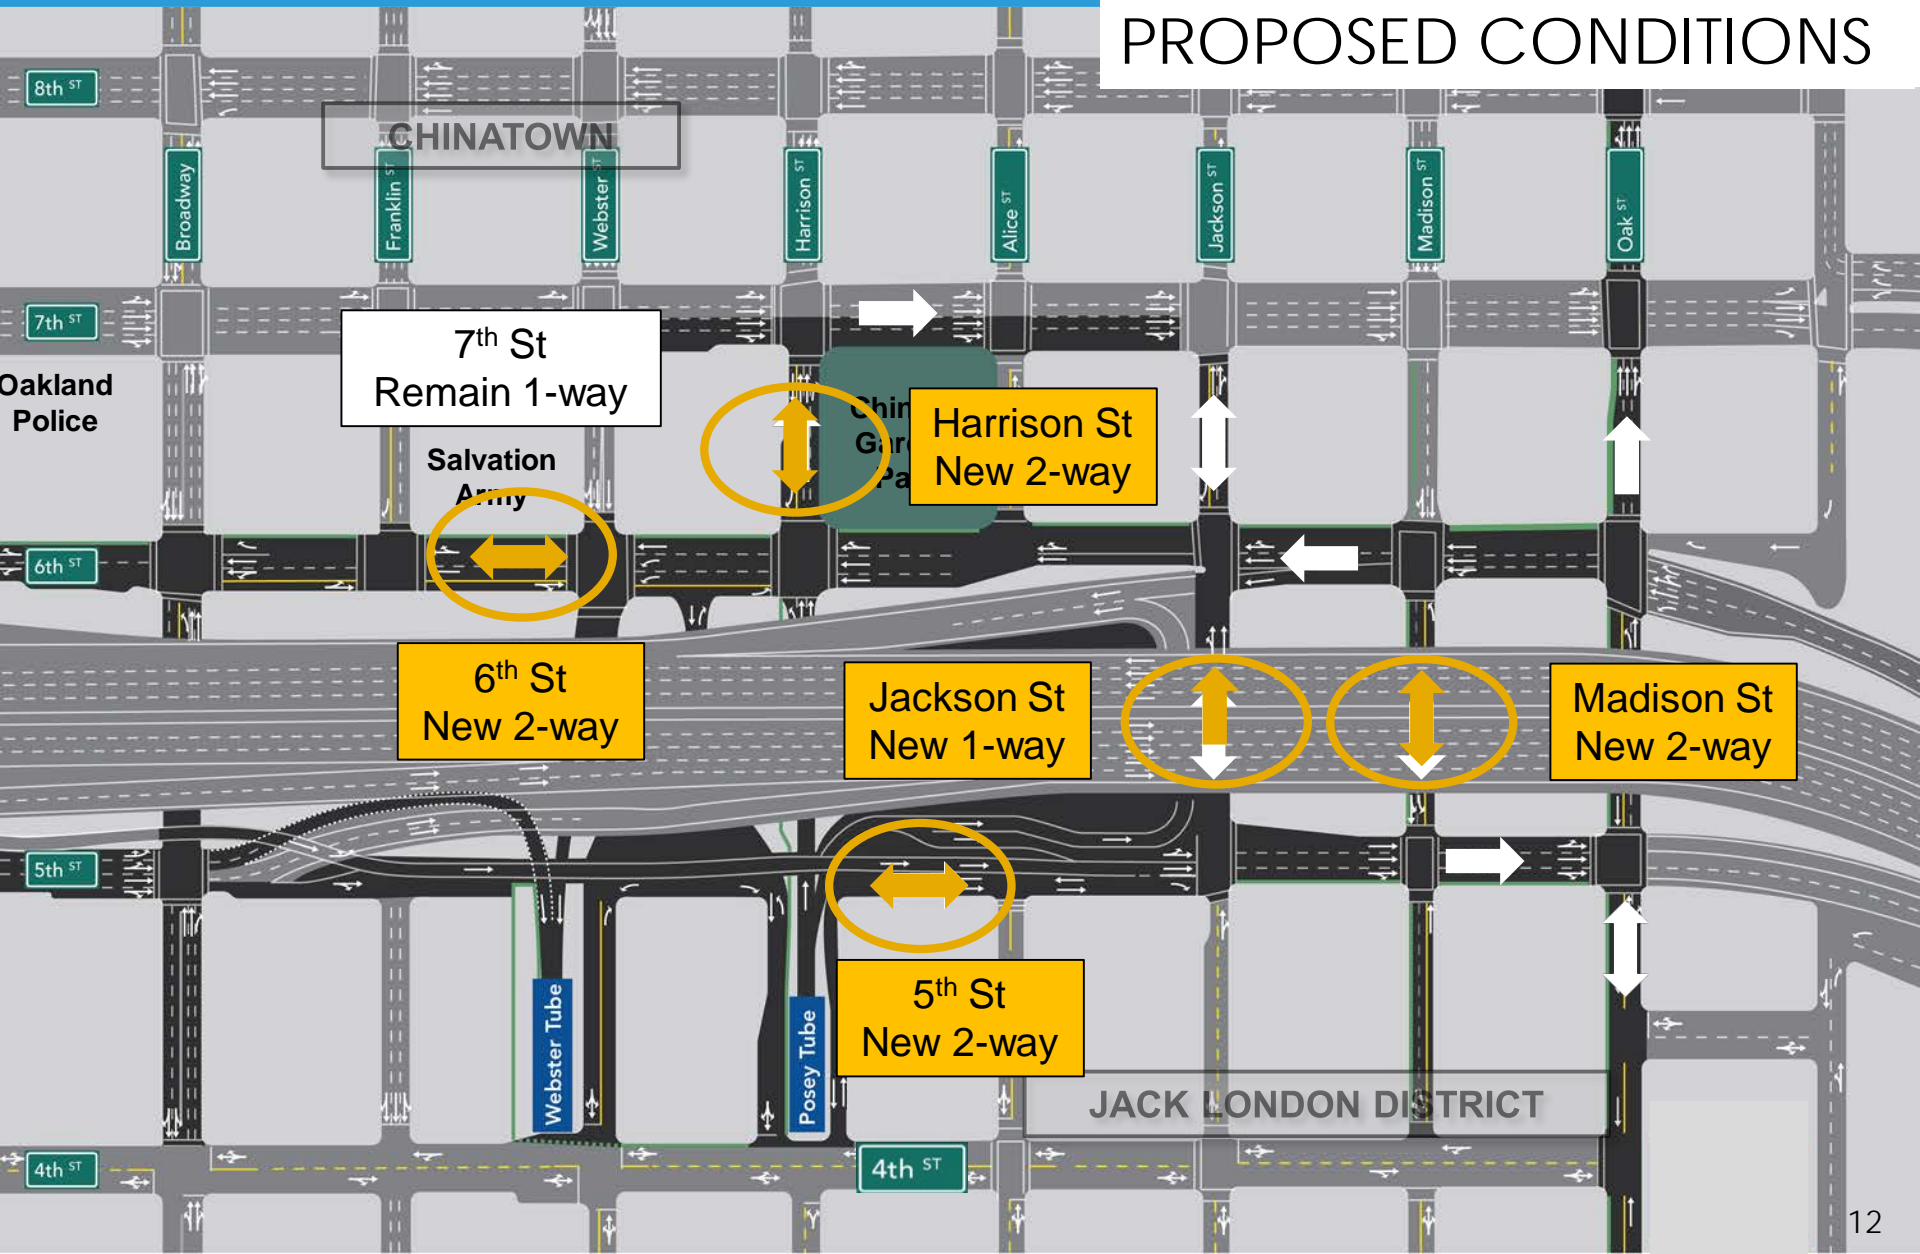 PROPOSED CONDITIONS
8th ST
CHINATOWN
Broadway
Franklin ST
Webster ST
Harrison ST
Alice ST
Jackson ST
Madison ST
Oak ST
7th ST
7th St
Remain 1-way
Oakland
Police
Salvation
Army
Harrison St
New 2-way
6th ST
6th St
New 2-way
Jackson St
New 1-way
Madison St
New 2-way
5th ST
5th St
New 2-way
Webster Tube
Posey Tube
JACK LONDON DISTRICT
4th ST
4th ST
12